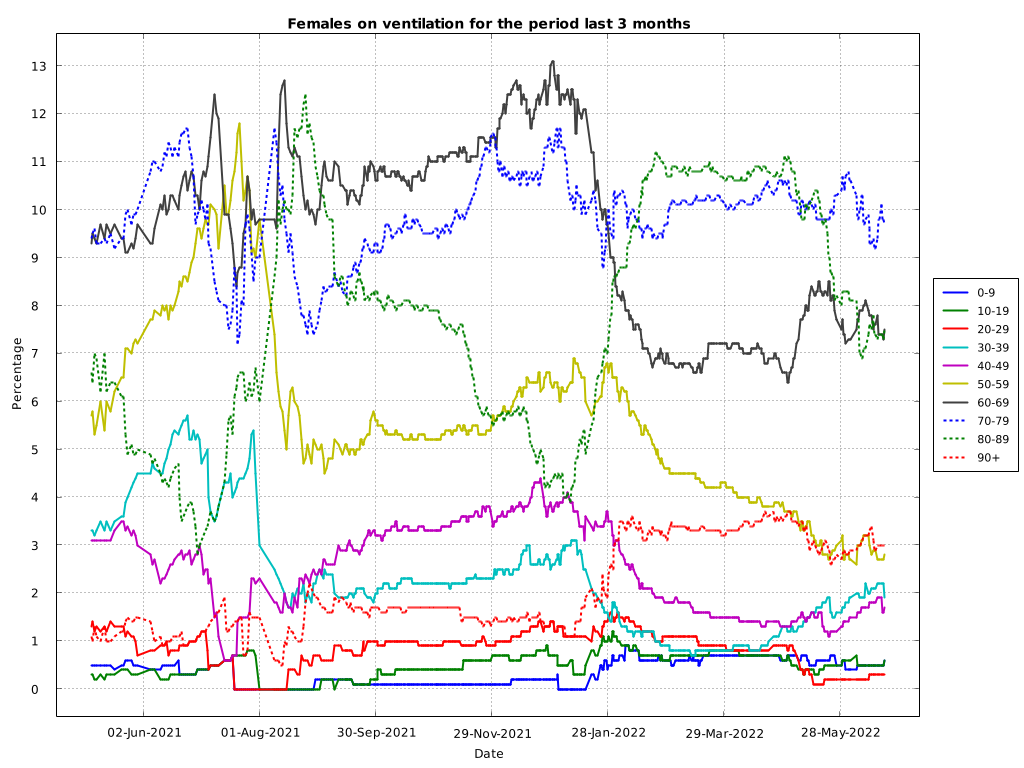 Females on ventilation for the period last 3 months
13
12
11
10
9
8
7
6
5
4
3
2
1
0
Percentage
02-Jun-2021
01-Aug-2021
30-Sep-2021
29-Nov-2021
28-Jan-2022
29-Mar-2022
28-May-2022
Date
0-9
10-19
20-29
30-39
40-49
50-59
60-69
70-79
80-89
90+